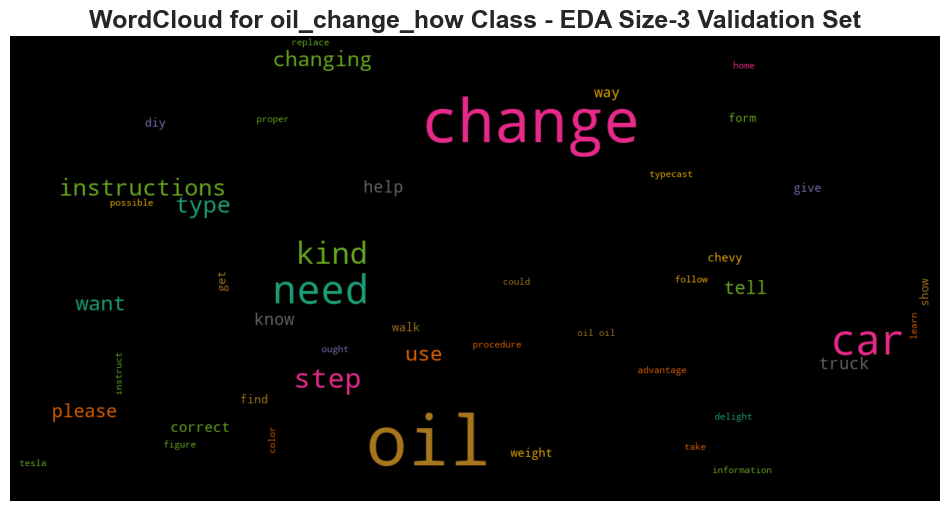 WordCloud for oil_change_how Class - EDA Size-3 Validation Set
replace
changing
home
way
change
diy
proper
form
typecast
instructions
help
give
possible
type
kind
chevy
get
need
could
follow
tell
show
want
know
walk
oil oil
learn
car
ought
use
procedure
truck
instruct
step
advantage
find
please
delight
correct
oil
figure
color
weight
take
tesla
information